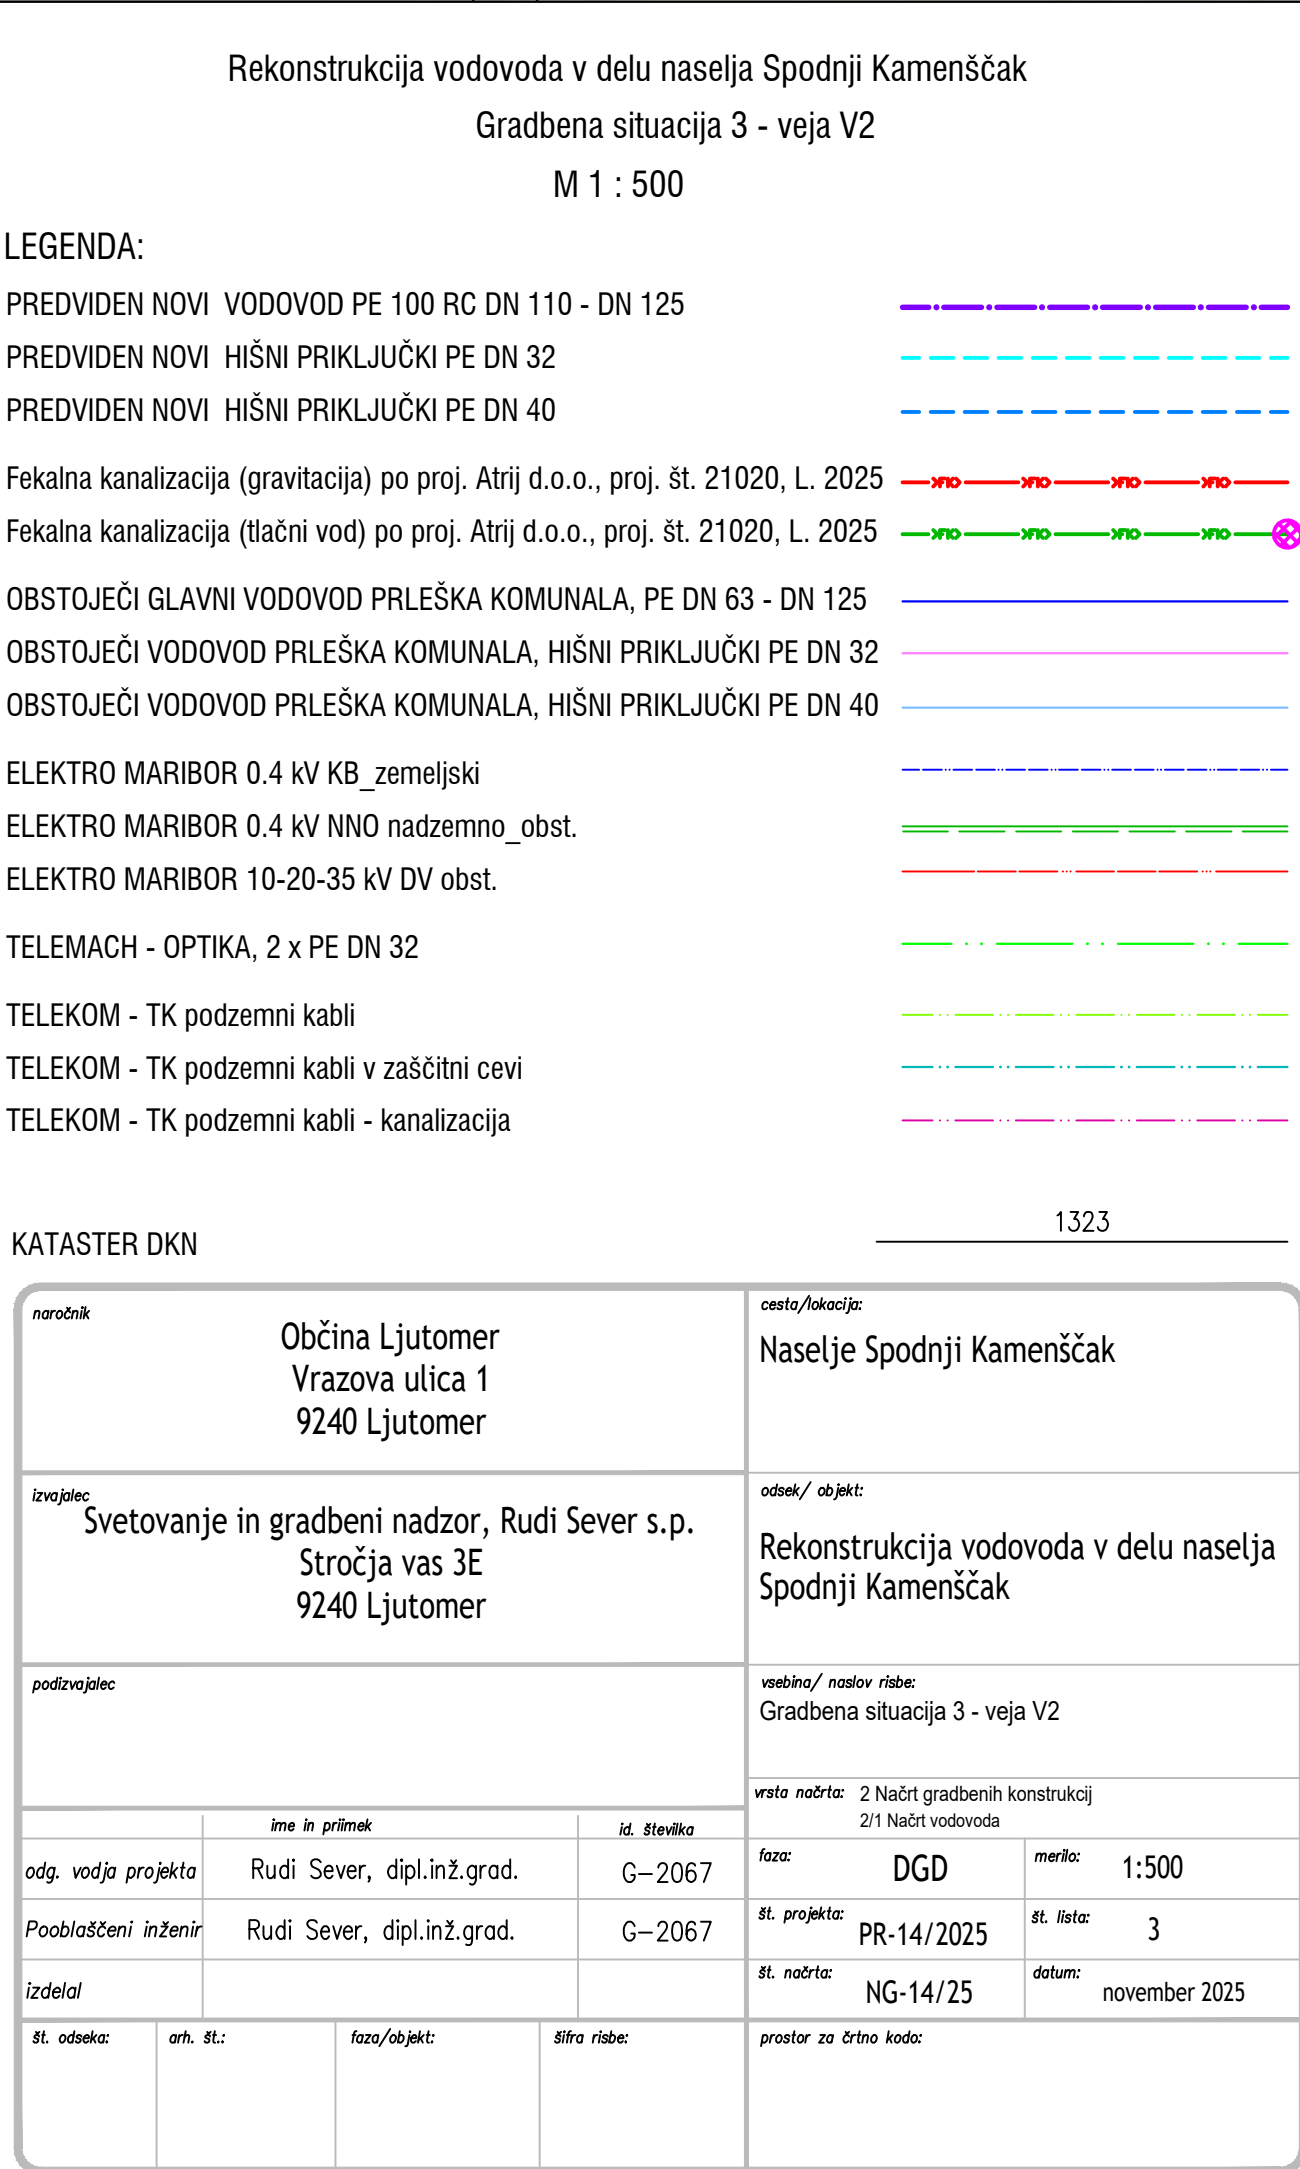 Rekonstrukcija vodovoda v delu naselja Spodnji Kamenščak
Gradbena situacija 3 - veja V2
M 1 : 500
LEGENDA:
PREDVIDEN NOVI VODOVOD PE 100 RC DN 110 - DN 125
PREDVIDEN NOVI HIŠNI PRIKLJUČKI PE DN 32
PREDVIDEN NOVI HIŠNI PRIKLJUČKI PE DN 40
Fekalna kanalizacija (gravitacija) po proj. Atrij d.o.o., proj. št. 21020, L. 2025
Fekalna kanalizacija (tlačni vod) po proj. Atrij d.o.o., proj. št. 21020, L. 2025
OBSTOJEČI GLAVNI VODOVOD PRLEŠKA KOMUNALA, PE DN 63 - DN 125
OBSTOJEČI VODOVOD PRLEŠKA KOMUNALA, HIŠNI PRIKLJUČKI PE DN 32
OBSTOJEČI VODOVOD PRLEŠKA KOMUNALA, HIŠNI PRIKLJUČKI PE DN 40
ELEKTRO MARIBOR 0.4 kV KB_zemeljski
ELEKTRO MARIBOR 0.4 kV NNO nadzemno_obst.
ELEKTRO MARIBOR 10-20-35 kV DV obst.
TELEMACH - OPTIKA, 2 x PE DN 32
TELEKOM - TK podzemni kabli
TELEKOM - TK podzemni kabli v zaščitni cevi
TELEKOM - TK podzemni kabli - kanalizacija
KATASTER DKN 1323
naročnik
Občina Ljutomer
Vrazova ulica 1
9240 Ljutomer
cesta/lokacija:
Naselje Spodnji Kamenščak
izvajalec
Svetovanje in gradbeni nadzor, Rudi Sever s.p.
Stročja vas 3E
9240 Ljutomer
odsek/ objekt:
Rekonstrukcija vodovoda v delu naselja
Spodnji Kamenščak
podizvajalec
vsebina/ naslov risbe:
Gradbena situacija 3 - veja V2
vrsta načrta: 2 Načrt gradbenih konstrukcij
2/1 Načrt vodovoda
ime in priimek id. številka
odg. vodja projekta Rudi Sever, dipl.inž.grad. G-2067
Pooblaščeni inženir Rudi Sever, dipl.inž.grad. G-2067
izdelal
faza: DGD merilo: 1:500
št. projekta: PR-14/2025 št. lista: 3
št. načrta: NG-14/25 datum: november 2025
št. odseka: arh. št.: faza/objekt: šifra risbe: prostor za črtno kodo: